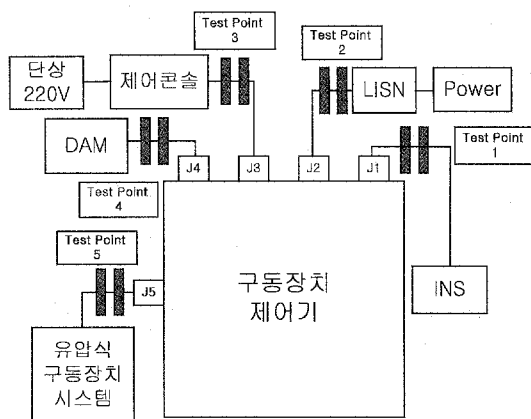 Test Point
3
Test Point
2
단상
220V
제어콘솔
LISN
Power
DAM
Test Point
1
J4
J3
J2
J1
Test Point
4
Test Point
5
J5
구동장치
제어기
INS
유압식
구동장치
시스템